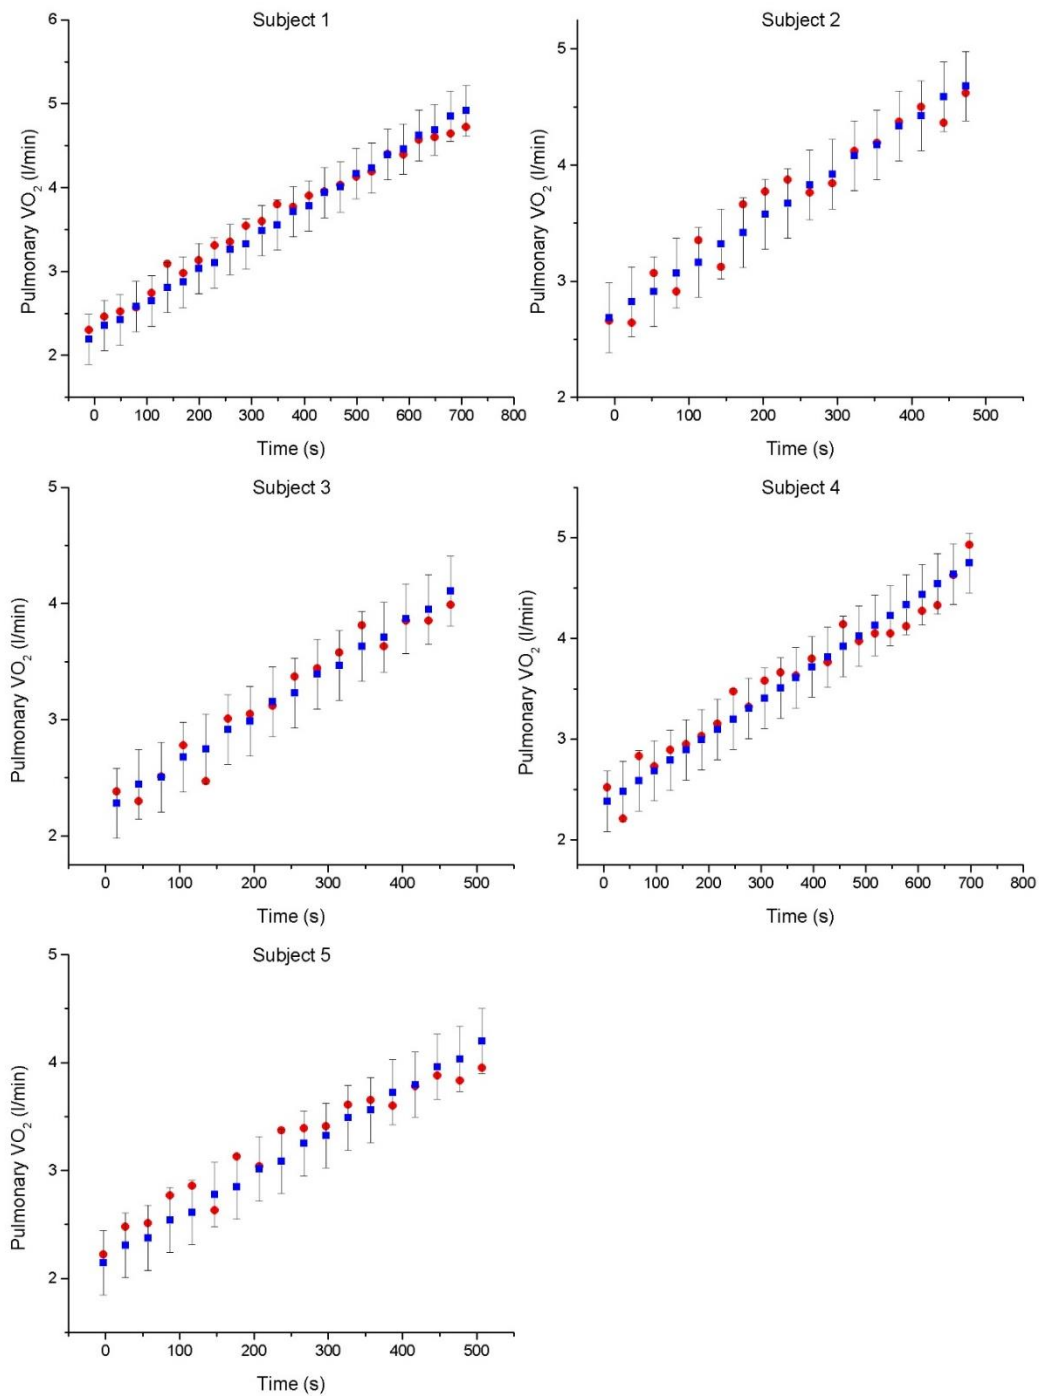 Subject 1
6
5
4
3
2
Pulmonary VO₂ (l/min)
0 100 200 300 400 500 600 700 800
Time (s)
Subject 2
5
4
3
2
Pulmonary VO₂ (l/min)
0 100 200 300 400 500
Time (s)
Subject 3
5
4
3
2
Pulmonary VO₂ (l/min)
0 100 200 300 400 500
Time (s)
Subject 4
5
4
3
2
Pulmonary VO₂ (l/min)
0 100 200 300 400 500 600 700 800
Time (s)
Subject 5
5
4
3
2
Pulmonary VO₂ (l/min)
0 100 200 300 400 500
Time (s)